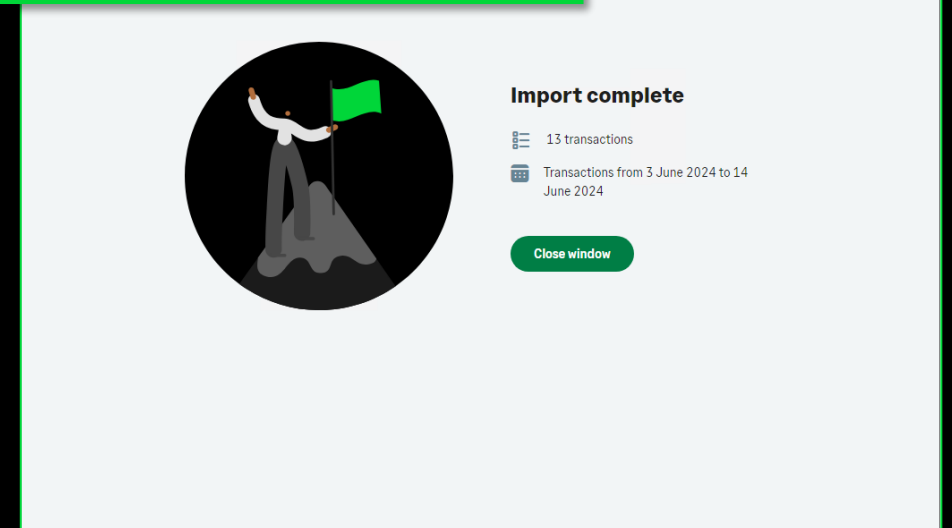 Import complete
13 transactions
Transactions from 3 June 2024 to 14
June 2024
Close window